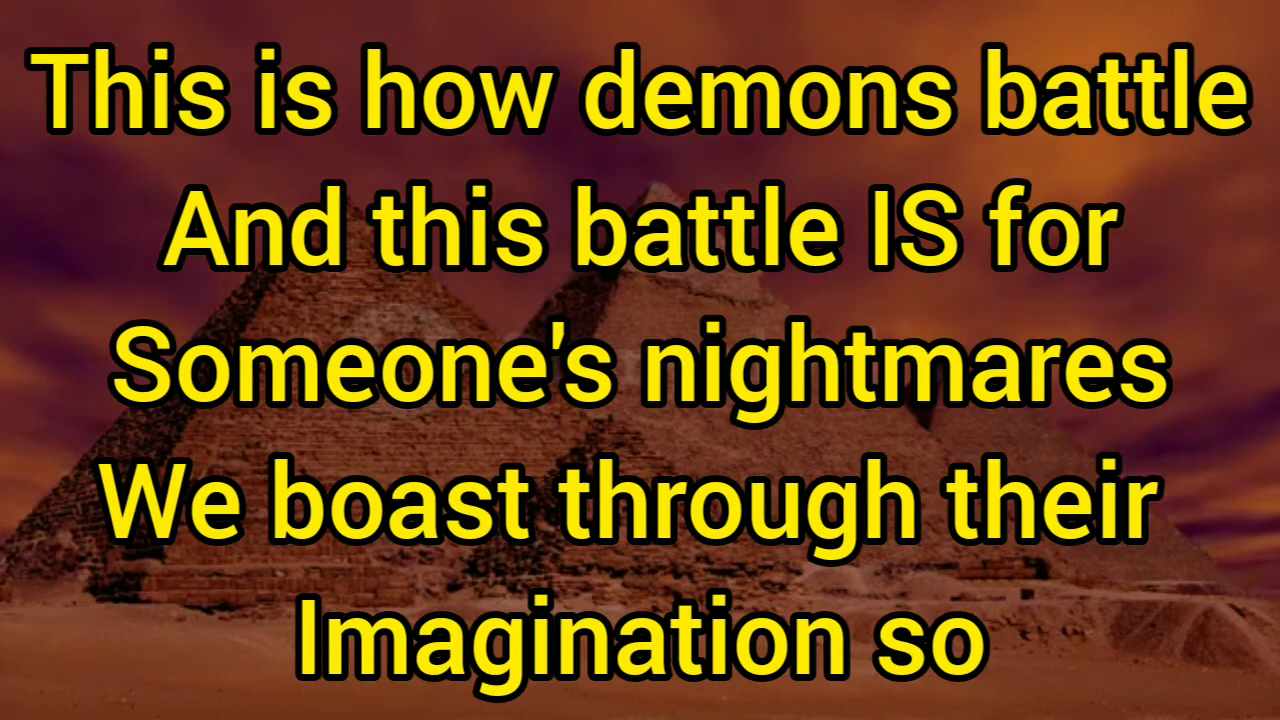 This is how demons battle
And this battle IS for
Someone's nightmares
We boast through their
Imagination so